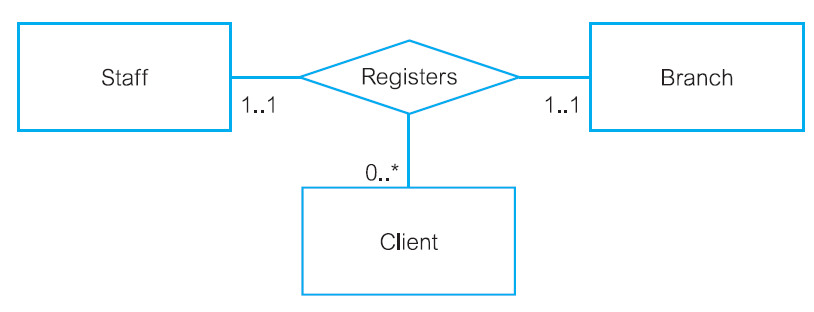 Staff
Registers
Branch
1..1
1..1
0..*
Client